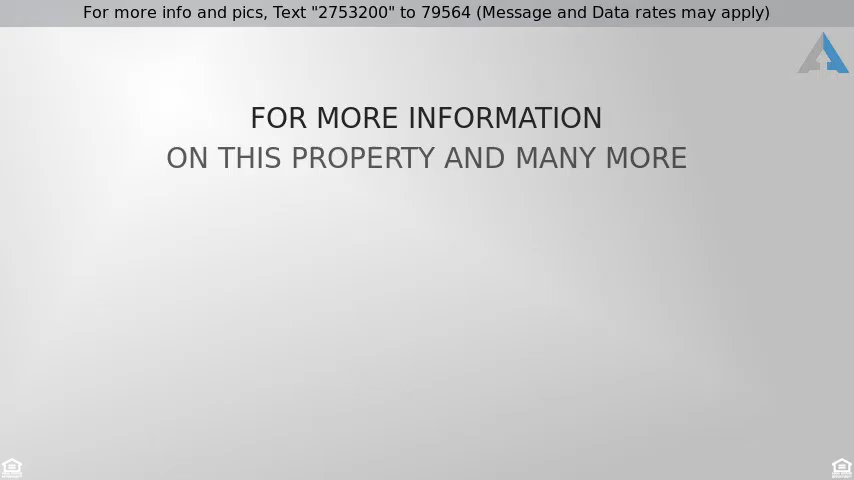 For more info and pics, Text "2753200" to 79564 (Message and Data rates may apply)
FOR MORE INFORMATION
ON THIS PROPERTY AND MANY MORE